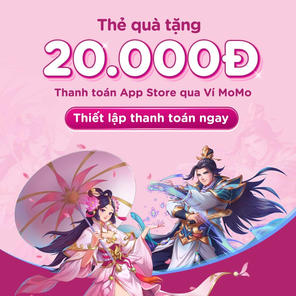 Thẻ quà tặng
20.000Đ
Thanh toán App Store qua Ví MoMo
Thiết lập thanh toán ngay